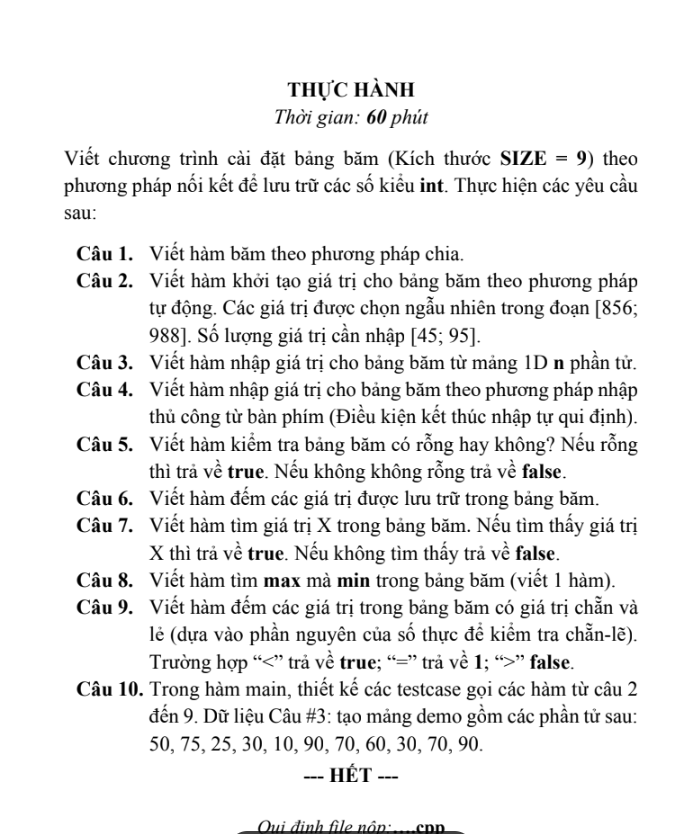 THỰC HÀNH
Thời gian: 60 phút
Viết chương trình cài đặt bảng băm (Kích thước SIZE = 9) theo
phương pháp nối kết để lưu trữ các số kiểu int. Thực hiện các yêu cầu
sau:
Câu 1. Viết hàm băm theo phương pháp chia.
Câu 2. Viết hàm khởi tạo giá trị cho bảng băm theo phương pháp
tự động. Các giá trị được chọn ngẫu nhiên trong đoạn [856;
988]. Số lượng giá trị cần nhập [45; 95].
Câu 3. Viết hàm nhập giá trị cho bảng băm từ mảng 1D n phần tử.
Câu 4. Viết hàm nhập giá trị cho bảng băm theo phương pháp nhập
thủ công từ bàn phím (Điều kiện kết thúc nhập tự qui định).
Câu 5. Viết hàm kiểm tra bảng băm có rỗng hay không? Nếu rỗng
thì trả về true. Nếu không không rỗng trả về false.
Câu 6. Viết hàm đếm các giá trị được lưu trữ trong bảng băm.
Câu 7. Viết hàm tìm giá trị X trong bảng băm. Nếu tìm thấy giá trị
X thì trả về true. Nếu không tìm thấy trả về false.
Câu 8. Viết hàm tìm max mà min trong bảng băm (viết 1 hàm).
Câu 9. Viết hàm đếm các giá trị trong bảng băm có giá trị chẵn và
lẻ (dựa vào phần nguyên của số thực để kiểm tra chẵn-lẽ).
Trường hợp “<” trả về true; “=” trả về 1; “>” false.
Câu 10. Trong hàm main, thiết kế các testcase gọi các hàm từ câu 2
đến 9. Dữ liệu Câu #3: tạo mảng demo gồm các phần tử sau:
50, 75, 25, 30, 10, 90, 70, 60, 30, 70, 90.
--- HẾT ---
Qui định file nộp:....cpp